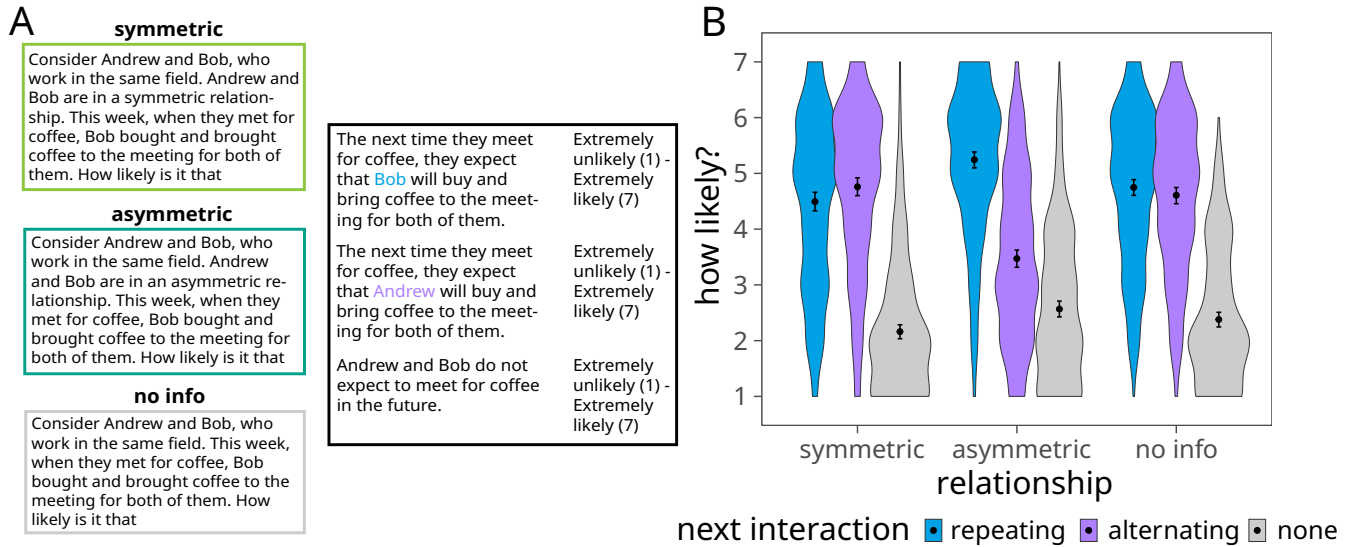 A
symmetric
Consider Andrew and Bob, who
work in the same field. Andrew and
Bob are in a symmetric relation-
ship. This week, when they met for
coffee, Bob bought and brought
coffee to the meeting for both of
them. How likely is it that
asymmetric
Consider Andrew and Bob, who
work in the same field. Andrew
and Bob are in an asymmetric re-
lationship. This week, when they
met for coffee, Bob bought and
brought coffee to the meeting for
both of them. How likely is it that
no info
Consider Andrew and Bob, who
work in the same field. This week,
when they met for coffee, Bob
bought and brought coffee to the
meeting for both of them. How
likely is it that
The next time they meet
for coffee, they expect
that Bob will buy and
bring coffee to the meet-
ing for both of them.
Extremely
unlikely (1) -
Extremely
likely (7)
The next time they meet
for coffee, they expect
that Andrew will buy and
bring coffee to the meet-
ing for both of them.
Extremely
unlikely (1) -
Extremely
likely (7)
Andrew and Bob do not
expect to meet for coffee
in the future.
Extremely
unlikely (1) -
Extremely
likely (7)
B
how likely?
7
6
5
4
3
2
1
symmetric asymmetric no info
relationship
next interaction repeating alternating none